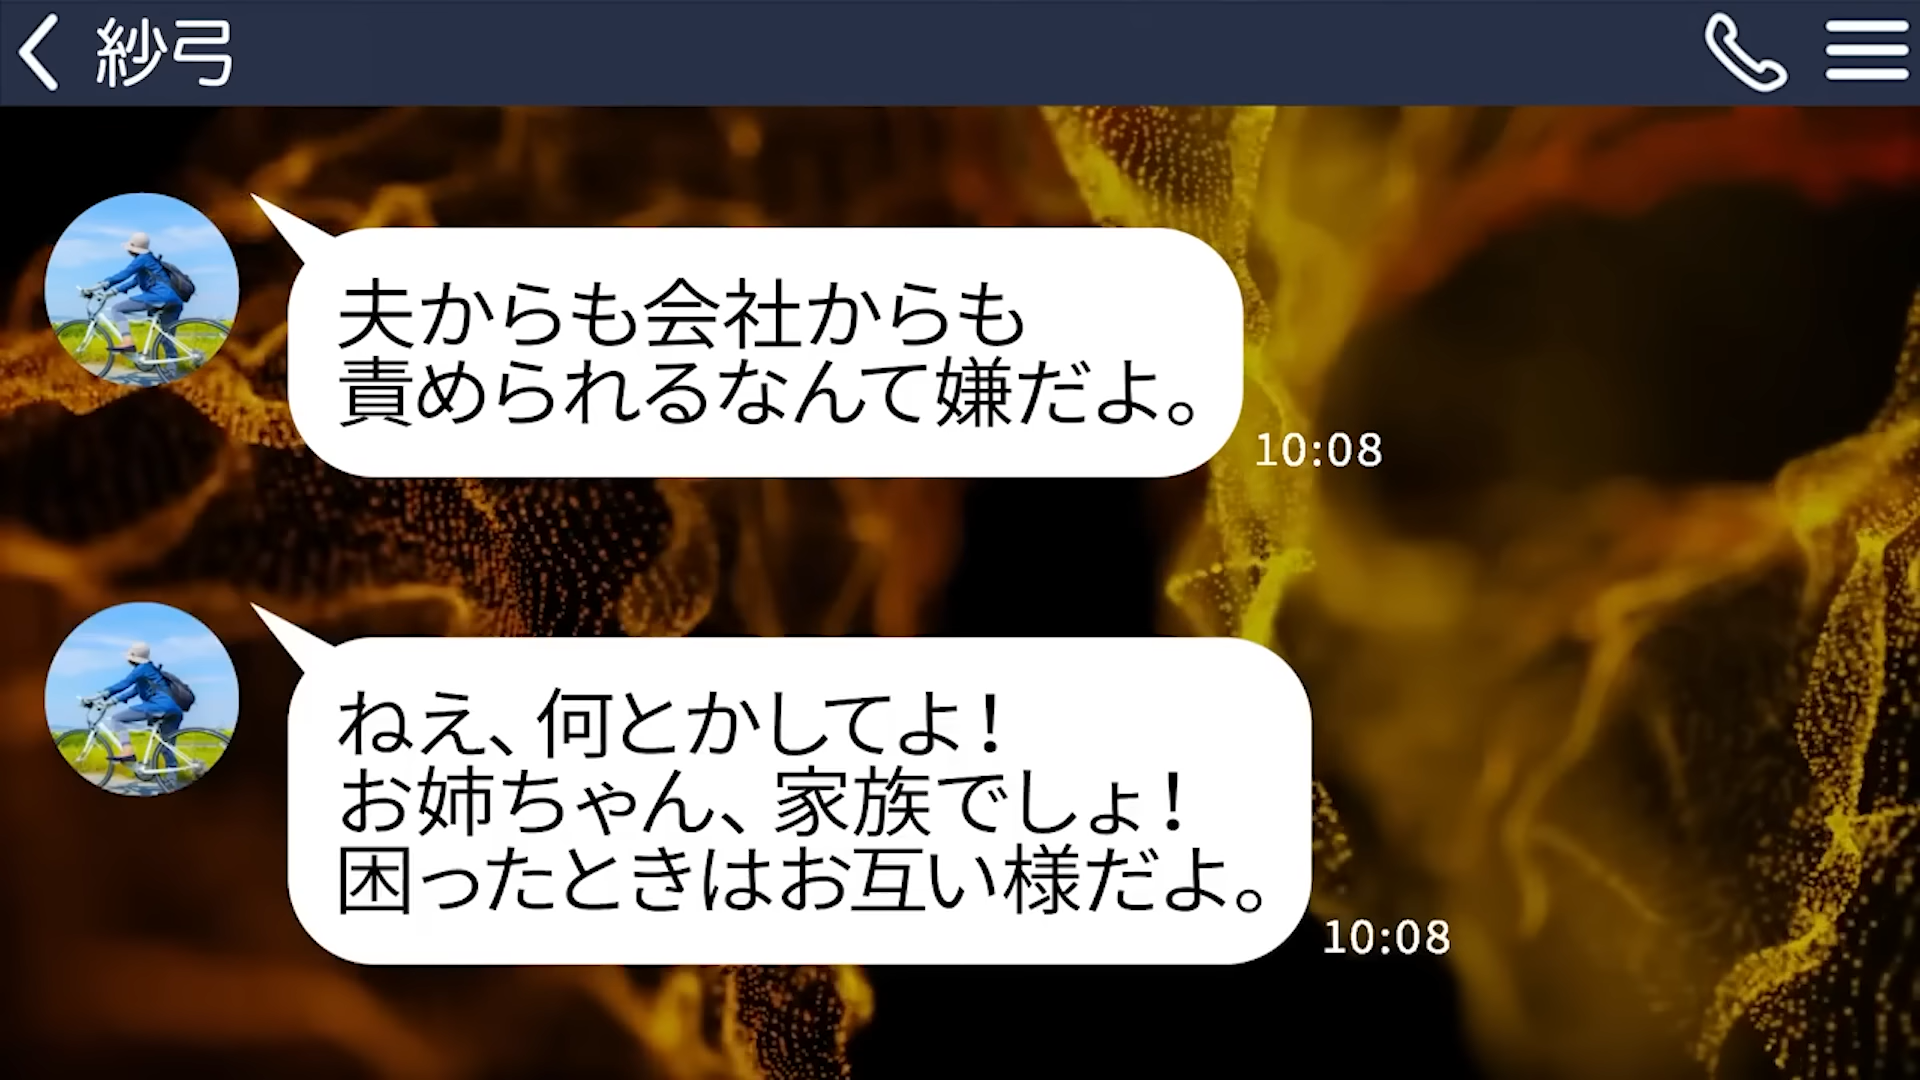 紗弓
夫からも会社からも
責められるなんて嫌だよ。
10:08
ねえ、何とかしてよ！
お姉ちゃん、家族でしょ！
困ったときはお互い様だよ。
10:08